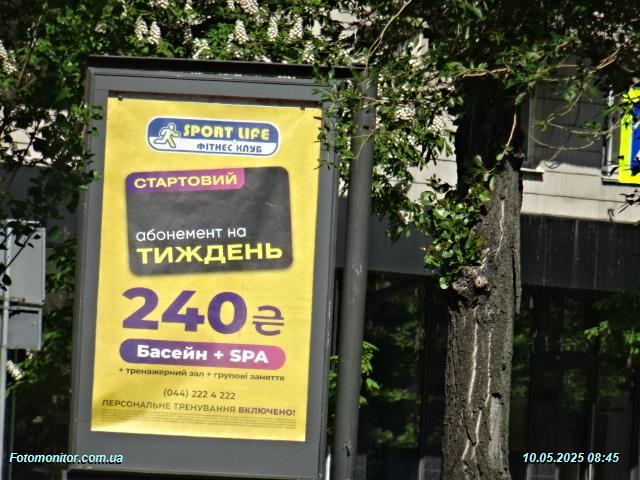 SPORT LIFE
ФІТНЕС КЛУБ
СТАРТОВИЙ
абонемент на
ТИЖДЕНЬ
240₴
Басейн + SPA
+ тренажерний зал + групові заняття
(044) 222 4 222
ПЕРСОНАЛЬНЕ ТРЕНУВАННЯ ВКЛЮЧЕНО!
Fotomonitor.com.ua
10.05.2025 08:45